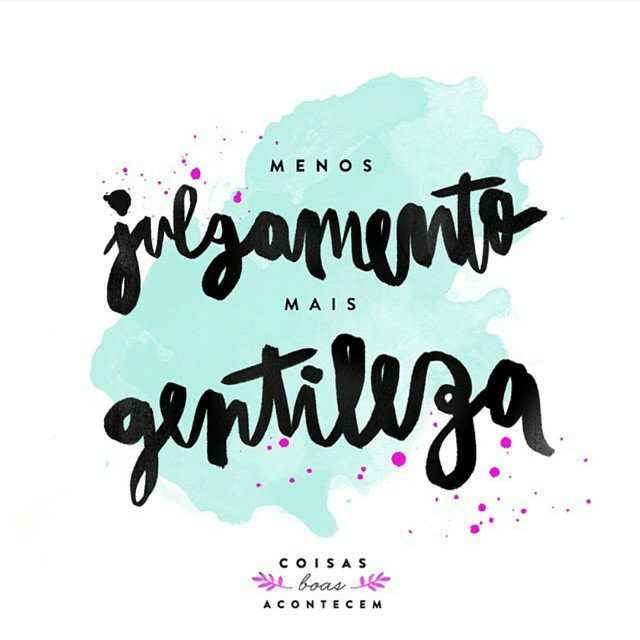 MENOS
julgamento
MAIS
gentileza
COISAS
boas
ACONTECEM